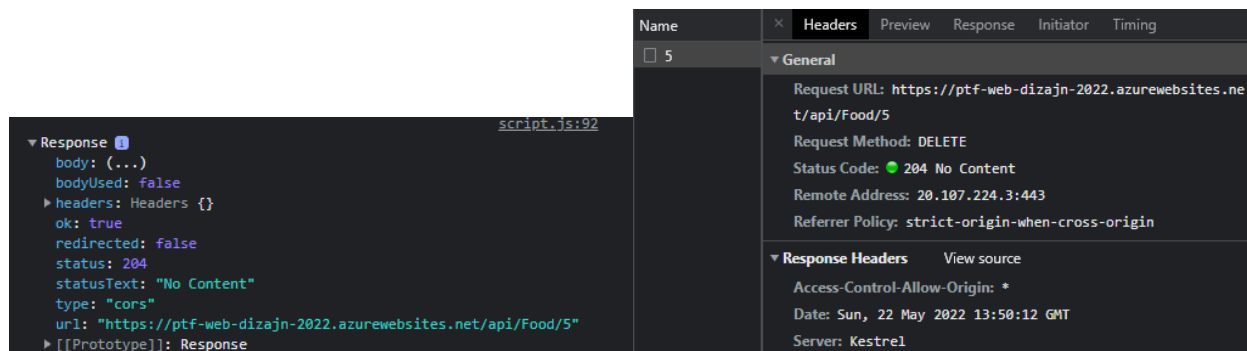 script.js:92
▼Response i
body: (...)
bodyUsed: false
▶headers: Headers {}
ok: true
redirected: false
status: 204
statusText: "No Content"
type: "cors"
url: "https://ptf-web-dizajn-2022.azurewebsites.net/api/Food/5"
▶[[Prototype]]: Response
Name
5
× Headers Preview Response Initiator Timing
▼General
Request URL: https://ptf-web-dizajn-2022.azurewebsites.ne
t/api/Food/5
Request Method: DELETE
Status Code: 204 No Content
Remote Address: 20.107.224.3:443
Referrer Policy: strict-origin-when-cross-origin
▼Response Headers View source
Access-Control-Allow-Origin: *
Date: Sun, 22 May 2022 13:50:12 GMT
Server: Kestrel